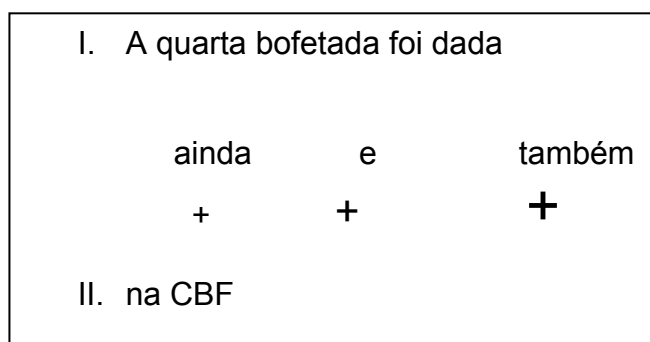 I. A quarta bofetada foi dada
ainda e também
+ + +
II. na CBF